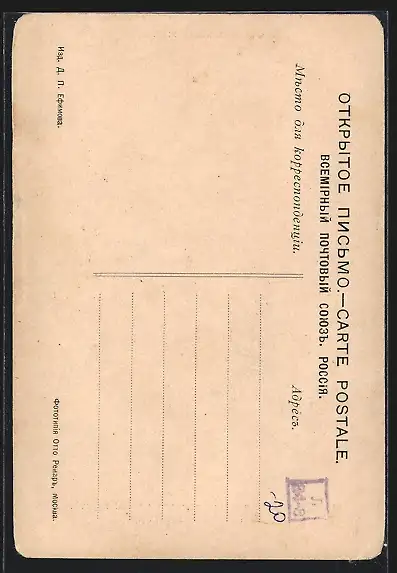 ОТКРЫТОЕ ПИСЬМО.—CARTE POSTALE.
ВСЕМІРНЫЙ ПОЧТОВЫЙ СОЮЗЪ. РОССІЯ.
Мѣсто для корреспонденціи.
Адресъ.
-20
Изд. Д. П. Ефимова.
Фототипія Отто Ренаръ, Москва.